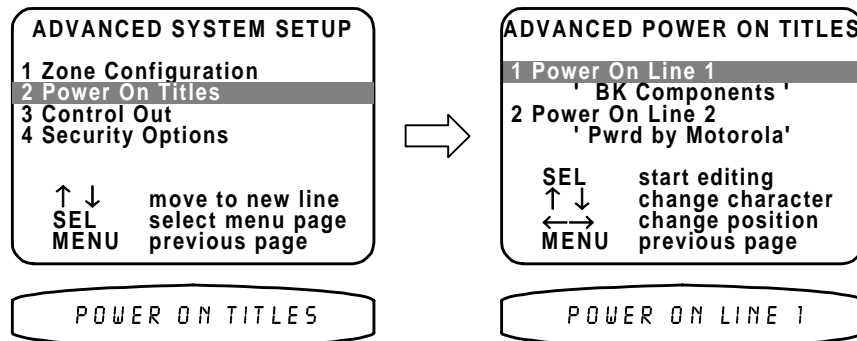 ADVANCED SYSTEM SETUP
1 Zone Configuration
2 Power On Titles
3 Control Out
4 Security Options
↑ ↓ move to new line
SEL select menu page
MENU previous page
POWER ON TITLES
ADVANCED POWER ON TITLES
1 Power On Line 1
' BK Components '
2 Power On Line 2
' Pwrd by Motorola'
SEL start editing
↑ ↓ change character
←→ change position
MENU previous page
POWER ON LINE 1